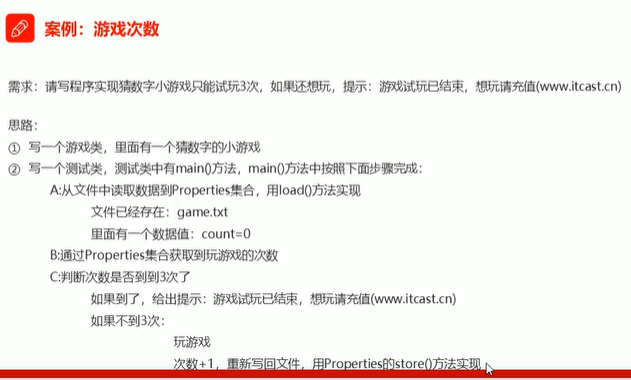 案例：游戏次数
需求：请写程序实现猜数字小游戏只能试玩3次，如果还想玩，提示：游戏试玩已结束，想玩请充值(www.itcast.cn)
思路：
① 写一个游戏类，里面有一个猜数字的小游戏
② 写一个测试类，测试类中有main()方法，main()方法中按照下面步骤完成：
A:从文件中读取数据到Properties集合，用load()方法实现
文件已经存在：game.txt
里面有一个数据值：count=0
B:通过Properties集合获取到玩游戏的次数
C:判断次数是否到到3次了
如果到了，给出提示：游戏试玩已结束，想玩请充值(www.itcast.cn)
如果不到3次：
玩游戏
次数+1，重新写回文件，用Properties的store()方法实现